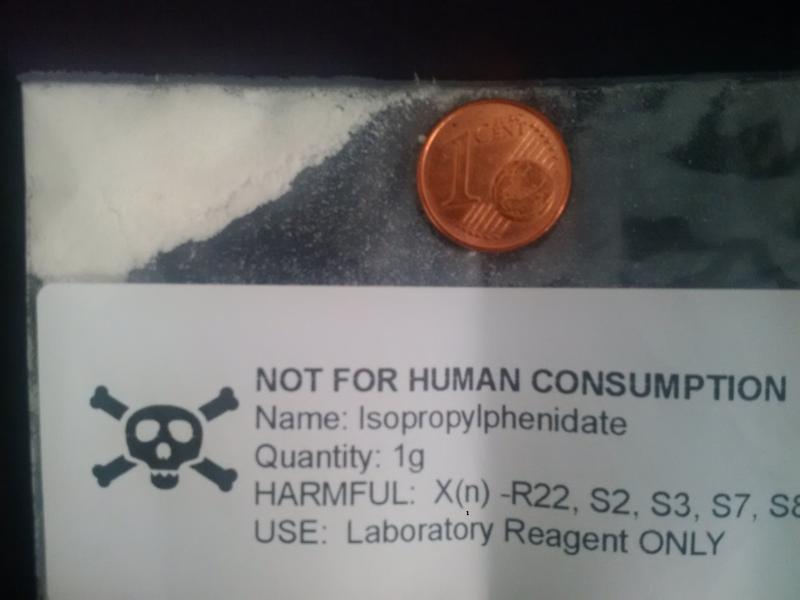 1 CENT
NOT FOR HUMAN CONSUMPTION
Name: Isopropylphenidate
Quantity: 1g
HARMFUL: X(n) -R22, S2, S3, S7, S8
USE: Laboratory Reagent ONLY